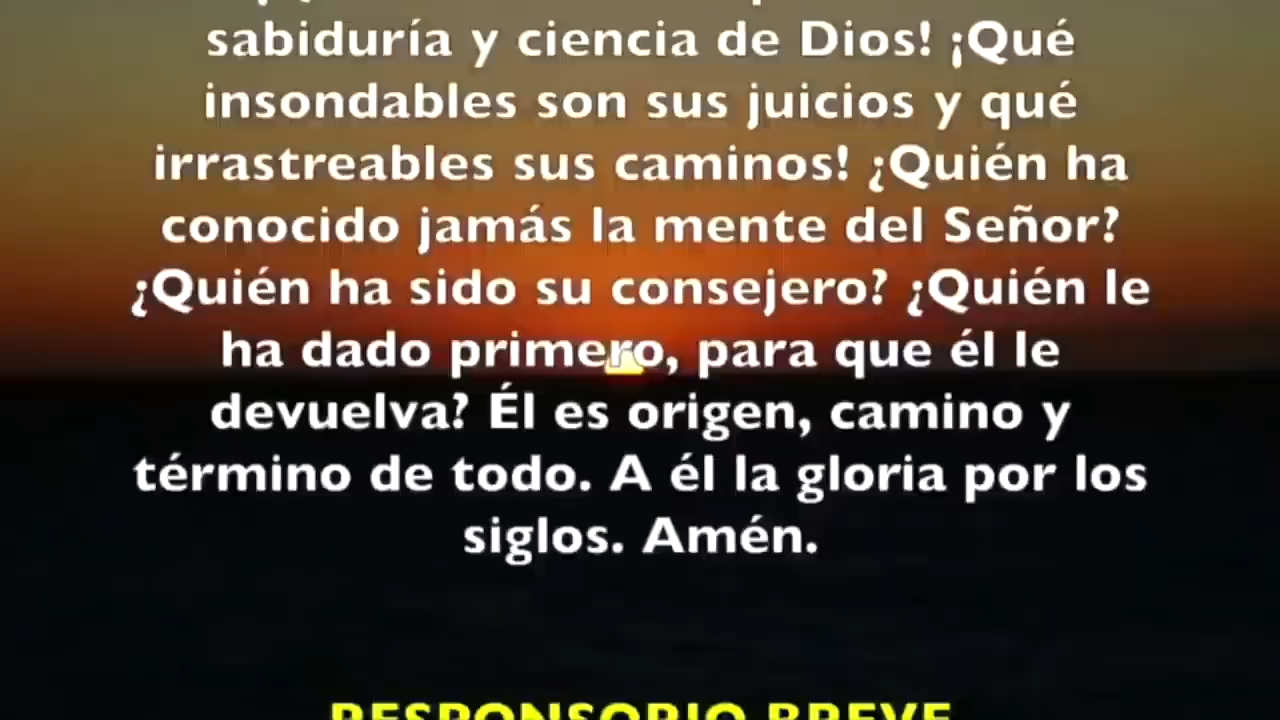 sabiduría y ciencia de Dios! ¡Qué
insondables son sus juicios y qué
irrastreables sus caminos! ¿Quién ha
conocido jamás la mente del Señor?
¿Quién ha sido su consejero? ¿Quién le
ha dado primero, para que él le
devuelva? Él es origen, camino y
término de todo. A él la gloria por los
siglos. Amén.
RESPONSORIO BREVE